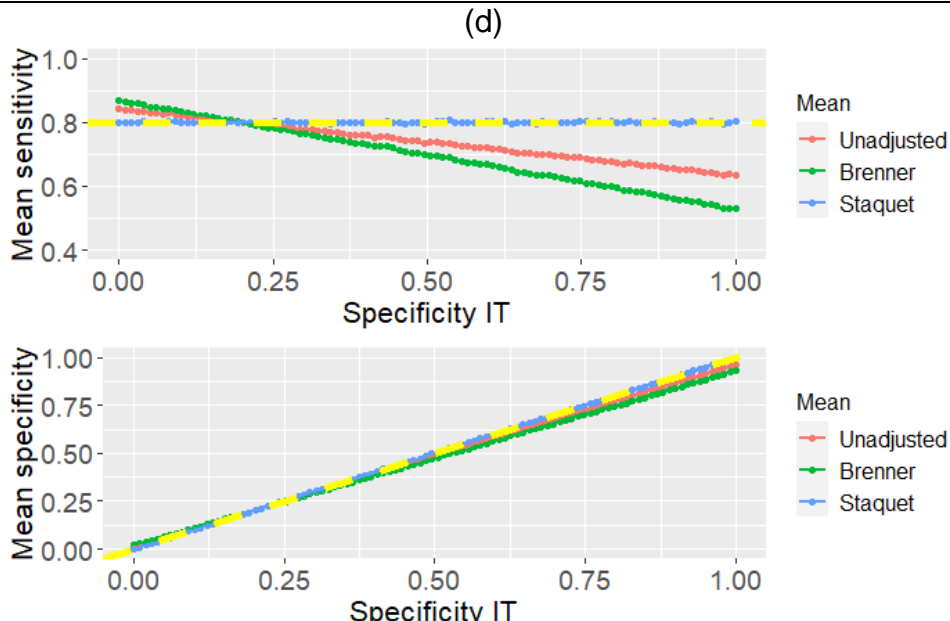 (d)
Mean sensitivity
1.0
0.8
0.6
0.4
0.00 0.25 0.50 0.75 1.00
Specificity IT
Mean
Unadjusted
Brenner
Staquet
Mean specificity
1.00
0.75
0.50
0.25
0.00
0.00 0.25 0.50 0.75 1.00
Specificity IT
Mean
Unadjusted
Brenner
Staquet